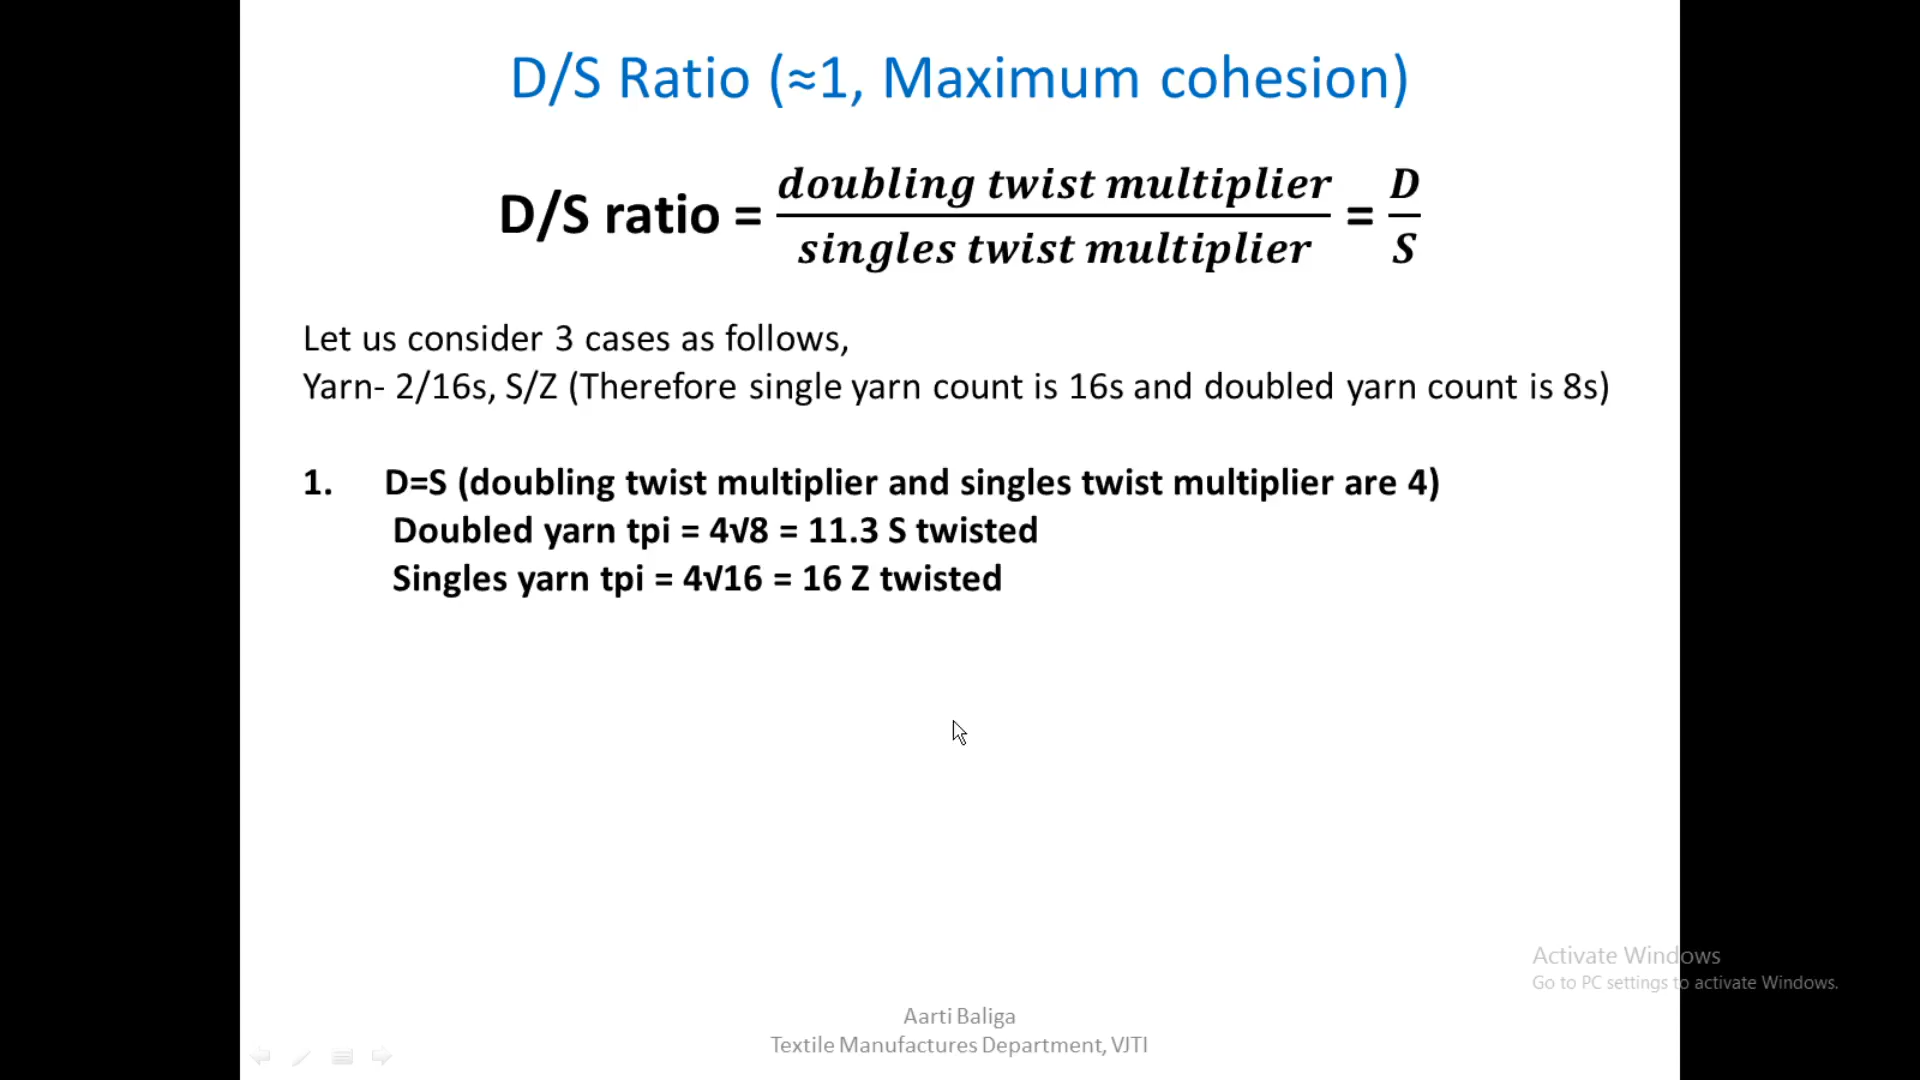 D/S Ratio (≈1, Maximum cohesion)
D/S ratio = doubling twist multiplier / singles twist multiplier = D / S
Let us consider 3 cases as follows,
Yarn- 2/16s, S/Z (Therefore single yarn count is 16s and doubled yarn count is 8s)
1. D=S (doubling twist multiplier and singles twist multiplier are 4)
Doubled yarn tpi = 4√8 = 11.3 S twisted
Singles yarn tpi = 4√16 = 16 Z twisted
Activate Windows
Go to PC settings to activate Windows.
Aarti Baliga
Textile Manufactures Department, VJTI